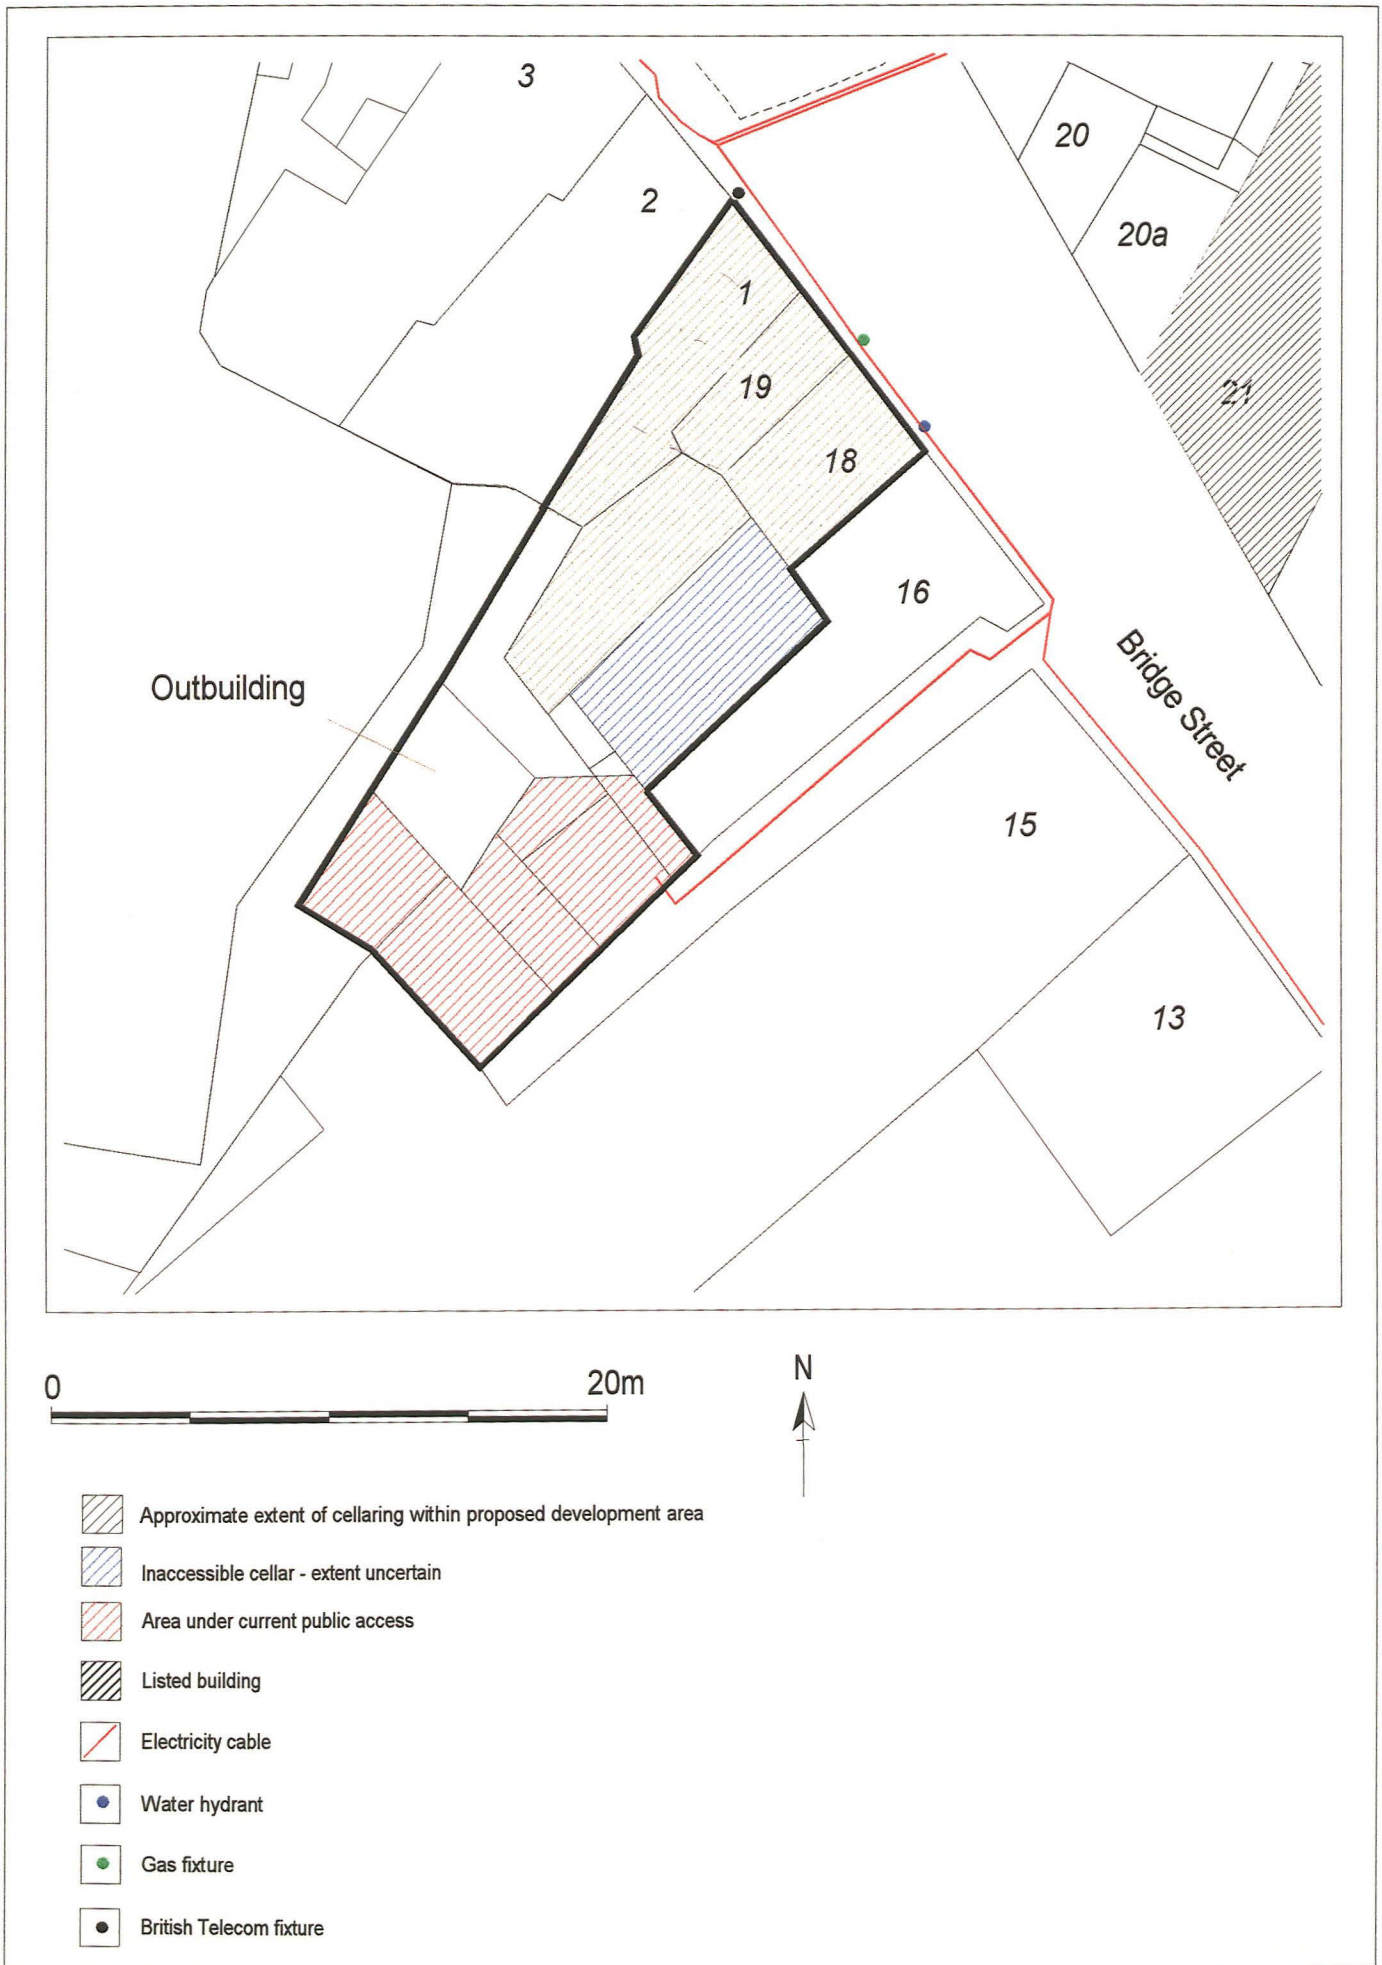 3
20
2
20a
1
21
19
18
16
Bridge Street
Outbuilding
15
13
0
20m
N
Approximate extent of cellaring within proposed development area
Inaccessible cellar - extent uncertain
Area under current public access
Listed building
Electricity cable
Water hydrant
Gas fixture
British Telecom fixture